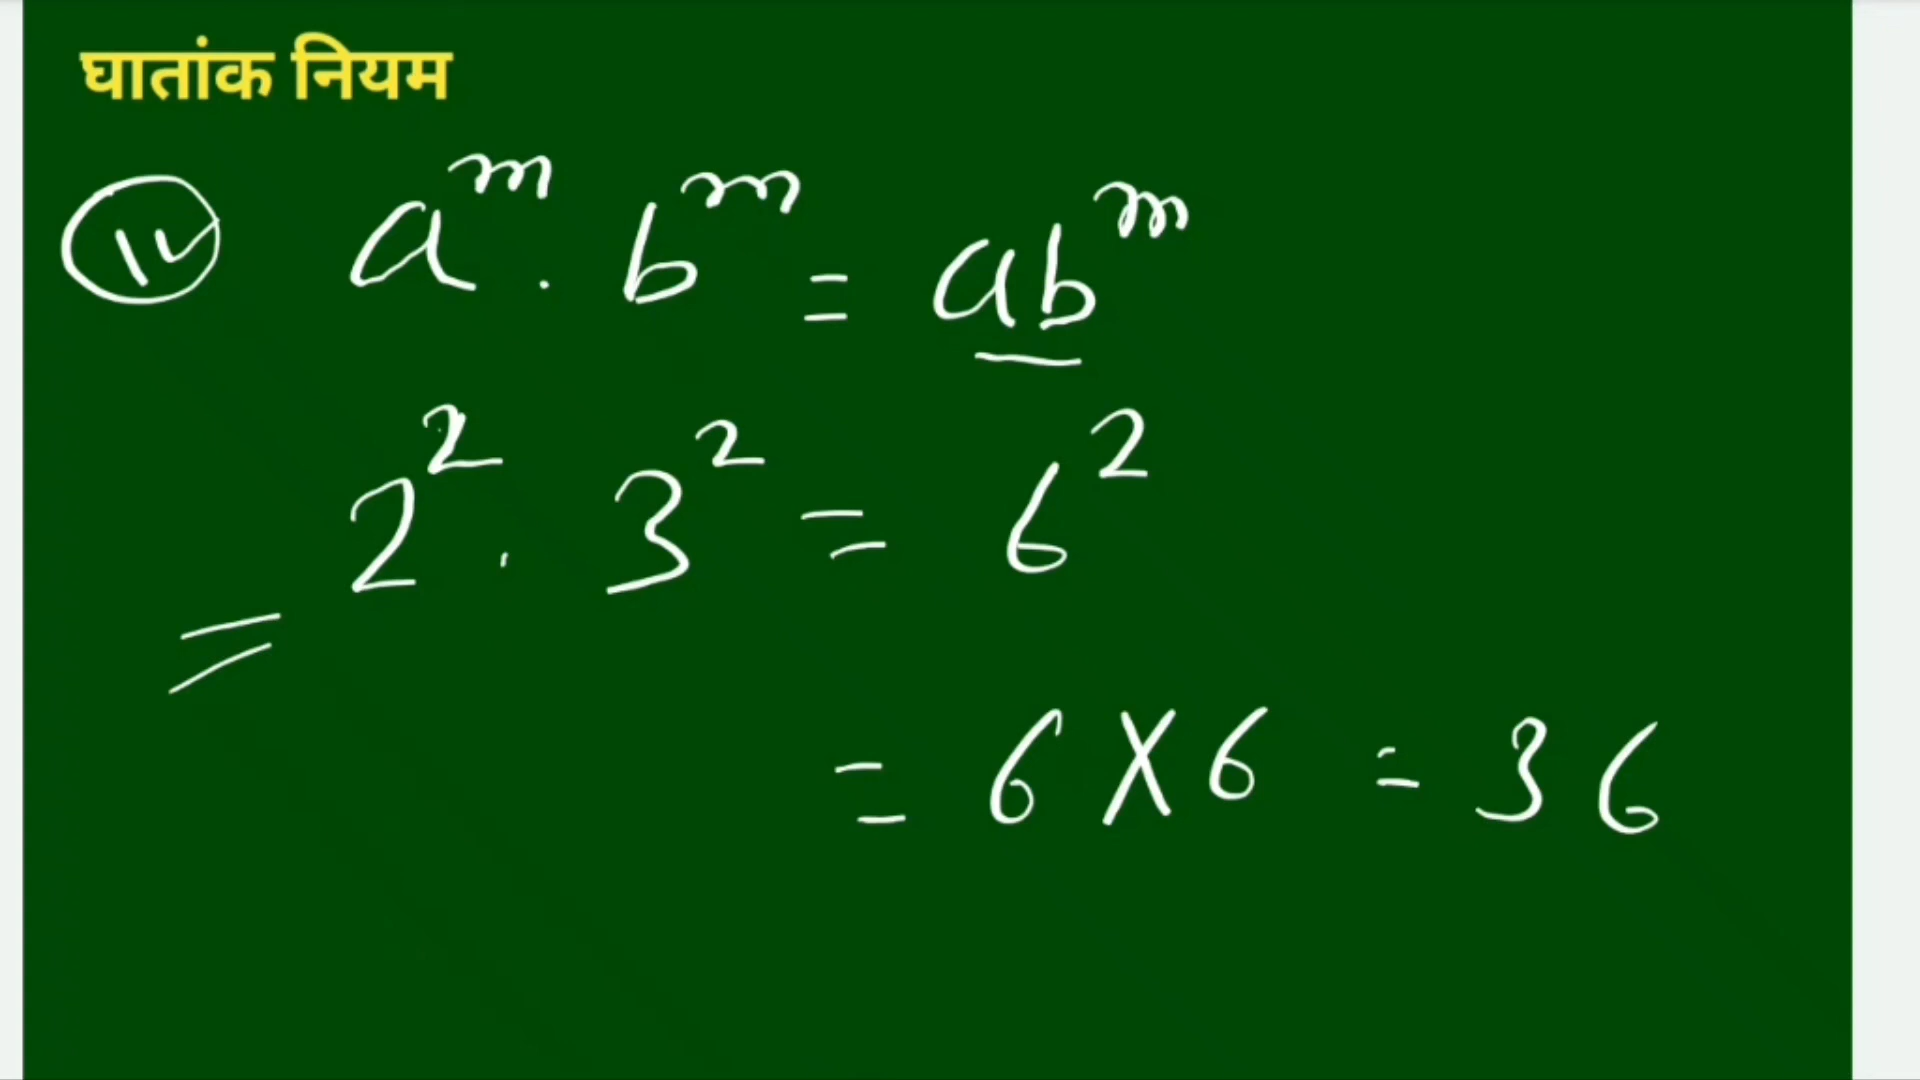 घातांक नियम
(iv) a^m . b^m = ab^m
2^2 . 3^2 = 6^2
=
= 6 X 6 = 36